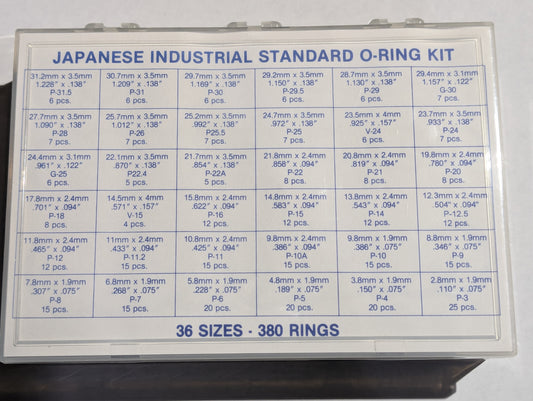 JAPANESE INDUSTRIAL STANDARD O-RING KIT
31.2mm x 3.5mm 30.7mm x 3.5mm 29.7mm x 3.5mm 29.2mm x 3.5mm 28.7mm x 3.5mm 29.4mm x 3.1mm
1.228" x .138" 1.209" x .138" 1.169" x .138" 1.150" x .138" 1.130" x .138" 1.157" x .122"
P-31.5 P-31 P-30 P-29.5 P-29 G-30
6 pcs. 6 pcs. 6 pcs. 6 pcs. 6 pcs. 7 pcs.
27.7mm x 3.5mm 25.7mm x 3.5mm 25.2mm x 3.5mm 24.7mm x 3.5mm 23.5mm x 4mm 23.7mm x 3.5mm
1.090" x .138" 1.012" x .138" .992" x .138" .972" x .138" .925" x .157" .933" x .138"
P-28 P-26 P25.5 P-25 V-24 P-24
7 pcs. 7 pcs. 7 pcs. 7 pcs. 6 pcs. 7 pcs.
24.4mm x 3.1mm 22.1mm x 3.5mm 21.7mm x 3.5mm 21.8mm x 2.4mm 20.8mm x 2.4mm 19.8mm x 2.4mm
.961" x .122" .870" x .138" .854" x .138" .858" x .094" .819" x .094" .780" x .094"
G-25 P22.4 P-22A P-22 P-21 P-20
6 pcs. 5 pcs. 5 pcs. 8 pcs. 8 pcs. 8 pcs.
17.8mm x 2.4mm 14.5mm x 4mm 15.8mm x 2.4mm 14.8mm x 2.4mm 13.8mm x 2.4mm 12.3mm x 2.4mm
.701" x .094" .571" x .157" .622" x .094" .583" x .094" .543" x .094" .504" x .094"
P-18 V-15 P-16 P-15 P-14 P-12.5
8 pcs. 4 pcs. 12 pcs. 12 pcs. 12 pcs. 12 pcs.
11.8mm x 2.4mm 11mm x 2.4mm 10.8mm x 2.4mm 9.8mm x 2.4mm 9.8mm x 1.9mm 8.8mm x 1.9mm
.465" x .094" .433" x .094" .425" x .094" .386" x .094" .386" x .075" .346" x .075"
P-12 P-11.2 P-11 P-10A P-10 P-9
12 pcs. 15 pcs. 15 pcs. 15 pcs. 15 pcs. 15 pcs.
7.8mm x 1.9mm 6.8mm x 1.9mm 5.8mm x 1.9mm 4.8mm x 1.9mm 3.8mm x 1.9mm 2.8mm x 1.9mm
.307" x .075" .268" x .075" .228" x .075" .189" x .075" .150" x .075" .110" x .075"
P-8 P-7 P-6 P-5 P-4 P-3
15 pcs. 15 pcs. 20 pcs. 20 pcs. 20 pcs. 25 pcs.
36 SIZES - 380 RINGS